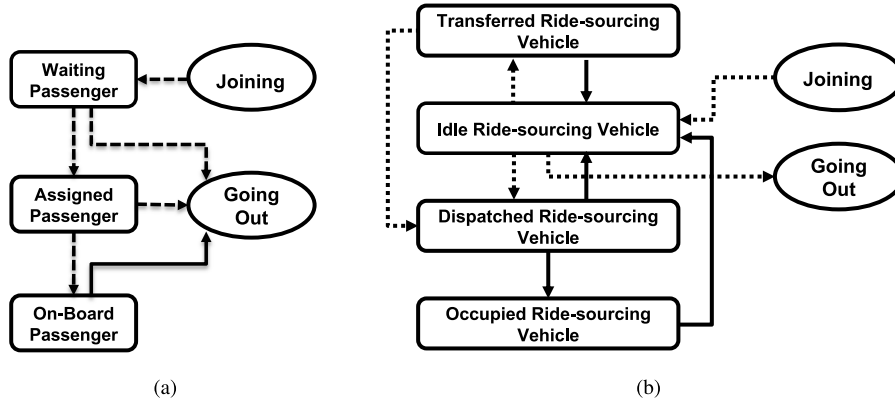 Waiting
Passenger
Joining
Assigned
Passenger
Going
Out
On-Board
Passenger
(a)
Transferred Ride-sourcing
Vehicle
Idle Ride-sourcing Vehicle
Joining
Going
Out
Dispatched Ride-sourcing
Vehicle
Occupied Ride-sourcing
Vehicle
(b)